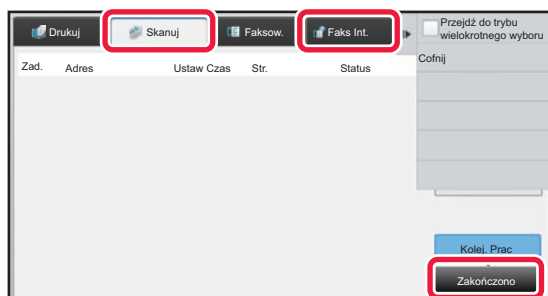 Drukuj
Skanuj
Faksow.
Faks Int.
Przejdź do trybu
wielokrotnego wyboru
Zad. Adres Ustaw Czas Str. Status
Cofnij
Kolej. Prac
Zakończono